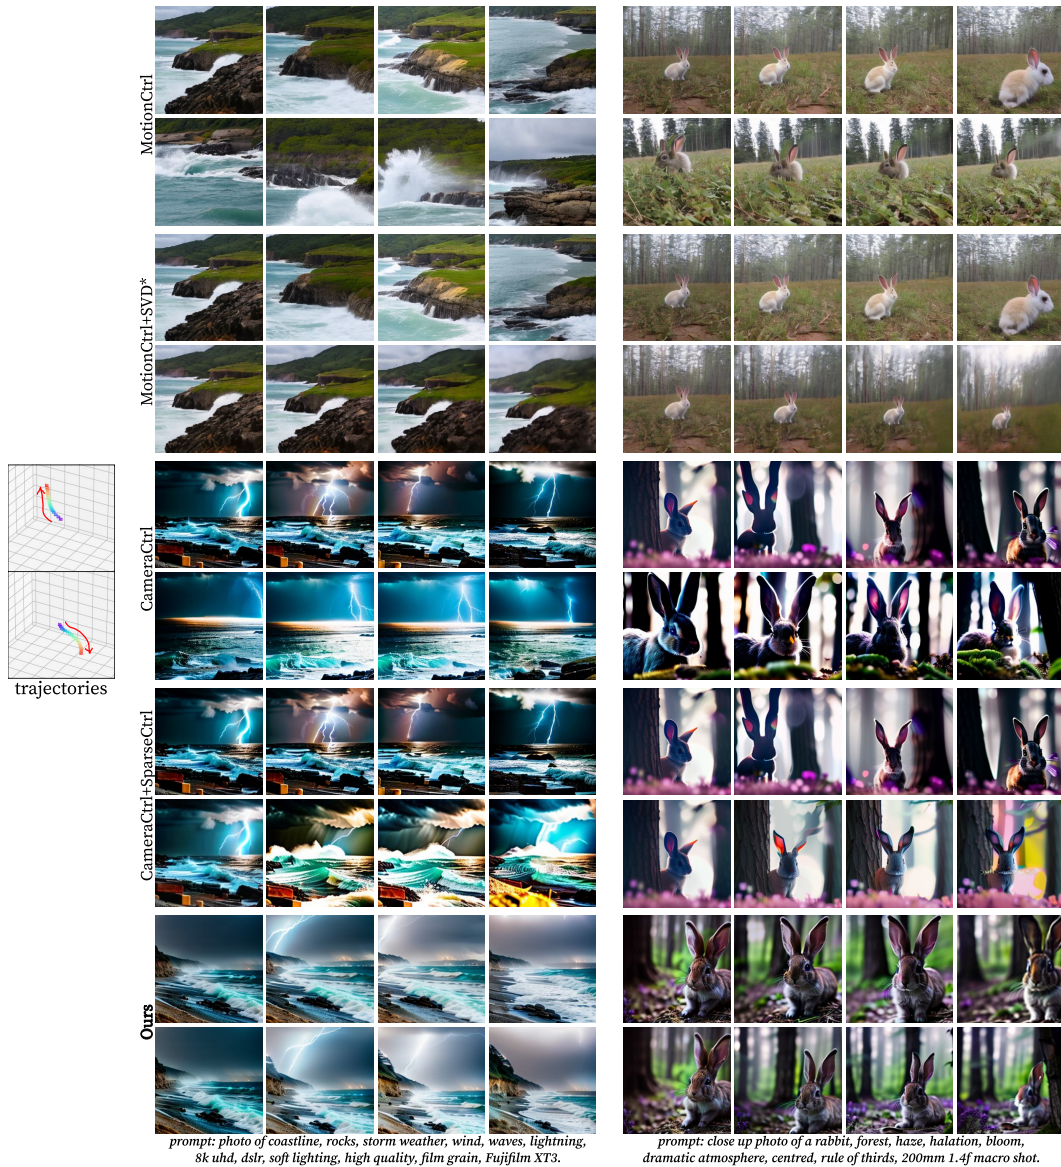 MotionCtrl
MotionCtrl+SVD*
CameraCtrl
trajectories
CameraCtrl+SparseCtrl
Ours
prompt: photo of coastline, rocks, storm weather, wind, waves, lightning,
8k uhd, dslr, soft lighting, high quality, film grain, Fujifilm XT3.
prompt: close up photo of a rabbit, forest, haze, halation, bloom,
dramatic atmosphere, centred, rule of thirds, 200mm 1.4f macro shot.